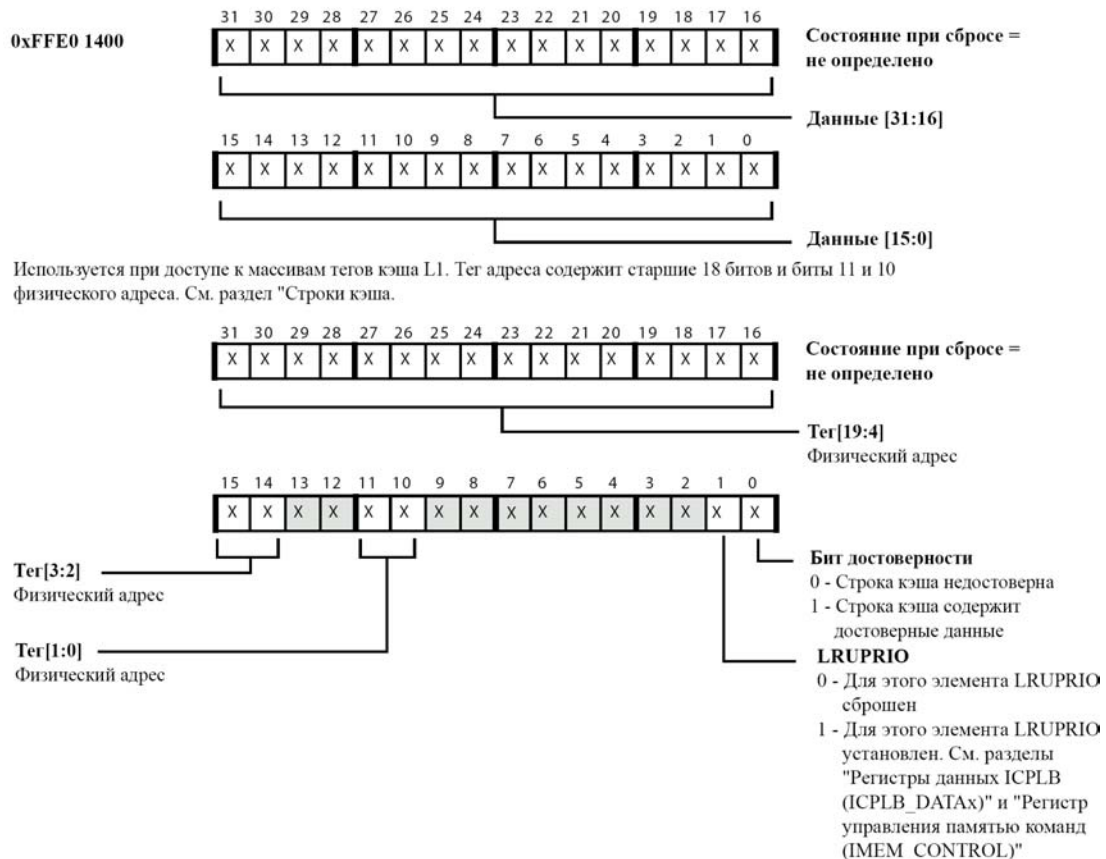 31 30 29 28 27 26 25 24 23 22 21 20 19 18 17 16
0xFFE0 1400
X X X X X X X X X X X X X X X X
Состояние при сбросе =
не определено
Данные [31:16]
15 14 13 12 11 10 9 8 7 6 5 4 3 2 1 0
X X X X X X X X X X X X X X X X
Данные [15:0]
Используется при доступе к массивам тегов кэша L1. Тег адреса содержит старшие 18 битов и биты 11 и 10
физического адреса. См. раздел "Строки кэша.
31 30 29 28 27 26 25 24 23 22 21 20 19 18 17 16
X X X X X X X X X X X X X X X X
Состояние при сбросе =
не определено
Тег[19:4]
Физический адрес
15 14 13 12 11 10 9 8 7 6 5 4 3 2 1 0
X X X X X X X X X X X X X X X X
Тег[3:2]
Физический адрес
Тег[1:0]
Физический адрес
Бит достоверности
0 - Строка кэша недостоверна
1 - Строка кэша содержит
достоверные данные
LRUPRIO
0 - Для этого элемента LRUPRIO
сброшен
1 - Для этого элемента LRUPRIO
установлен. См. разделы
"Регистры данных ICPLB
(ICPLB_DATAx)" и "Регистр
управления памятью команд
(IMEM_CONTROL)"